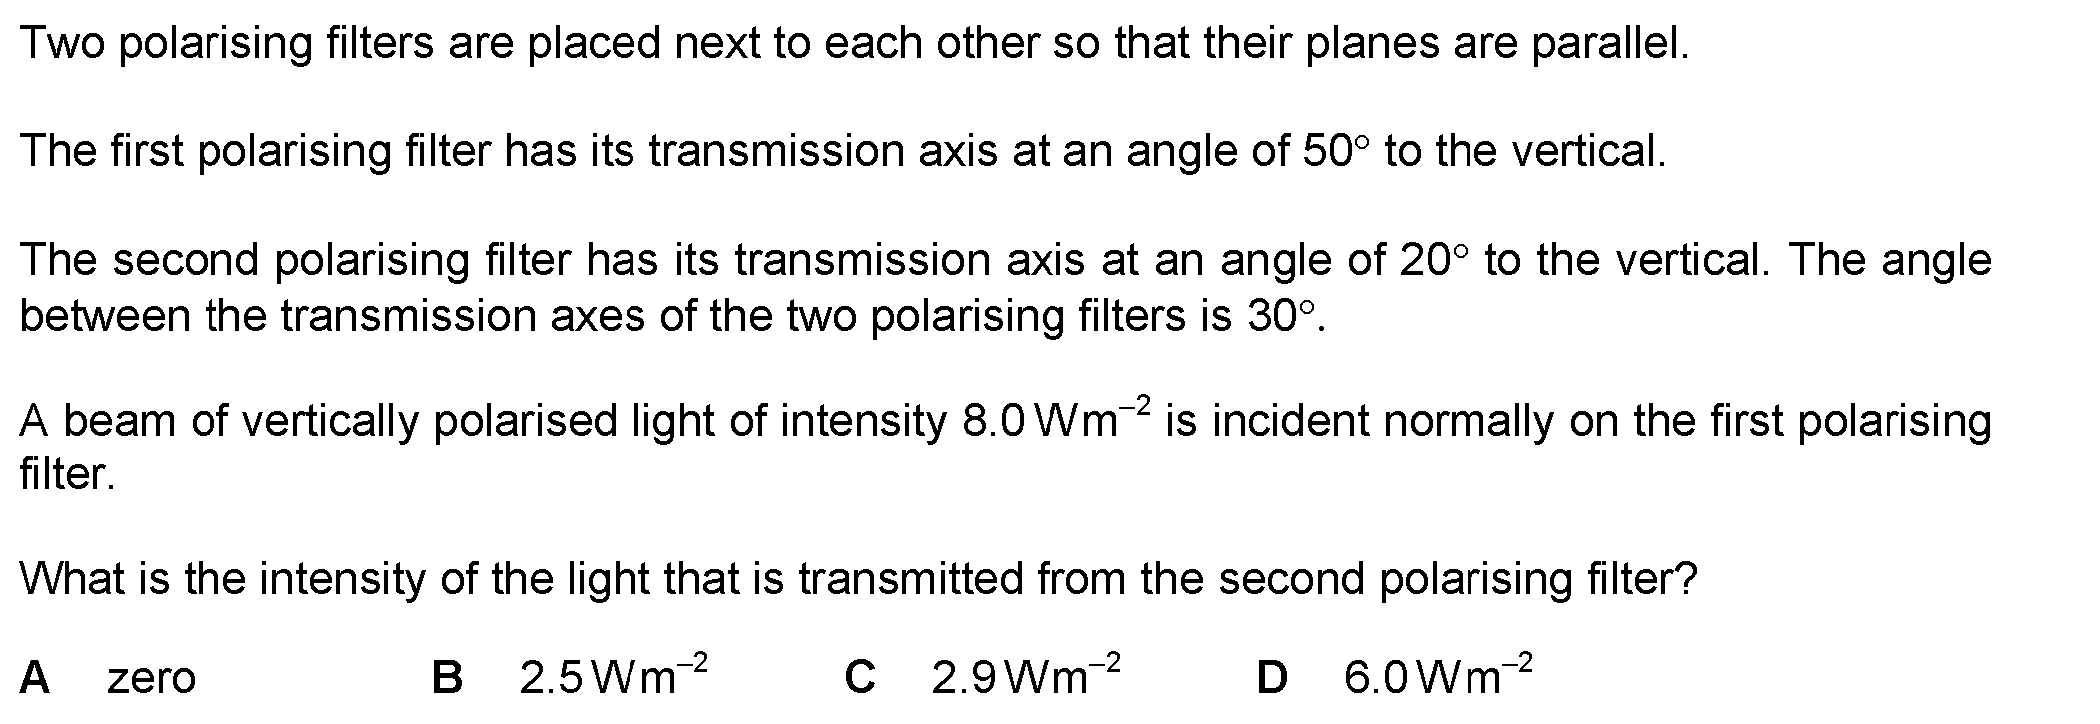 Two polarising filters are placed next to each other so that their planes are parallel.
The first polarising filter has its transmission axis at an angle of 50° to the vertical.
The second polarising filter has its transmission axis at an angle of 20° to the vertical. The angle
between the transmission axes of the two polarising filters is 30°.
A beam of vertically polarised light of intensity 8.0 W m⁻² is incident normally on the first polarising
filter.
What is the intensity of the light that is transmitted from the second polarising filter?
A zero B 2.5 W m⁻² C 2.9 W m⁻² D 6.0 W m⁻²